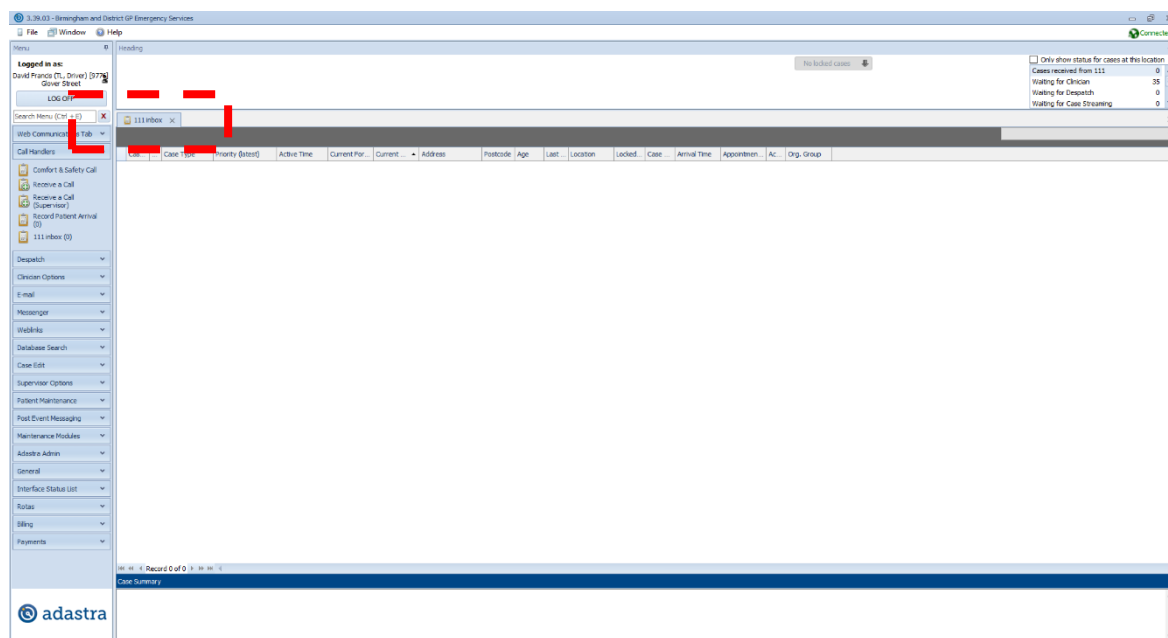 3.39.03 - Birmingham and District GP Emergency Services
File Window Help
Connecte
Menu
Heading
Logged in as:
David Franco (TL, Driver)
Glover Street
LOG OFF
Search Menu (Ctrl + E) X
Web Communications Tab
Call Handlers
Comfort & Safety Call
Receive a Call
Receive a Call
(Supervisor)
Record Patient Arrival
(0)
111 inbox (0)
Despatch
Clinician Options
E-mail
Messenger
Weblinks
Database Search
Case Edit
Supervisor Options
Patient Maintenance
Post Event Messaging
Maintenance Modules
Adastra Admin
General
Interface Status List
Rotas
Billing
Payments
adastra
No locked cases
Only show status for cases at this location
Cases received from 111 0
Waiting for Clinician 35
Waiting for Despatch 0
Waiting for Case Streaming 0
111 inbox x
Cas... ... Case Type Priority (latest) Active Time Current Por... Current ... Address Postcode Age Last ... Location Locked... Case ... Arrival Time Appointmen... Ac... Org. Group
Record 0 of 0
Case Summary